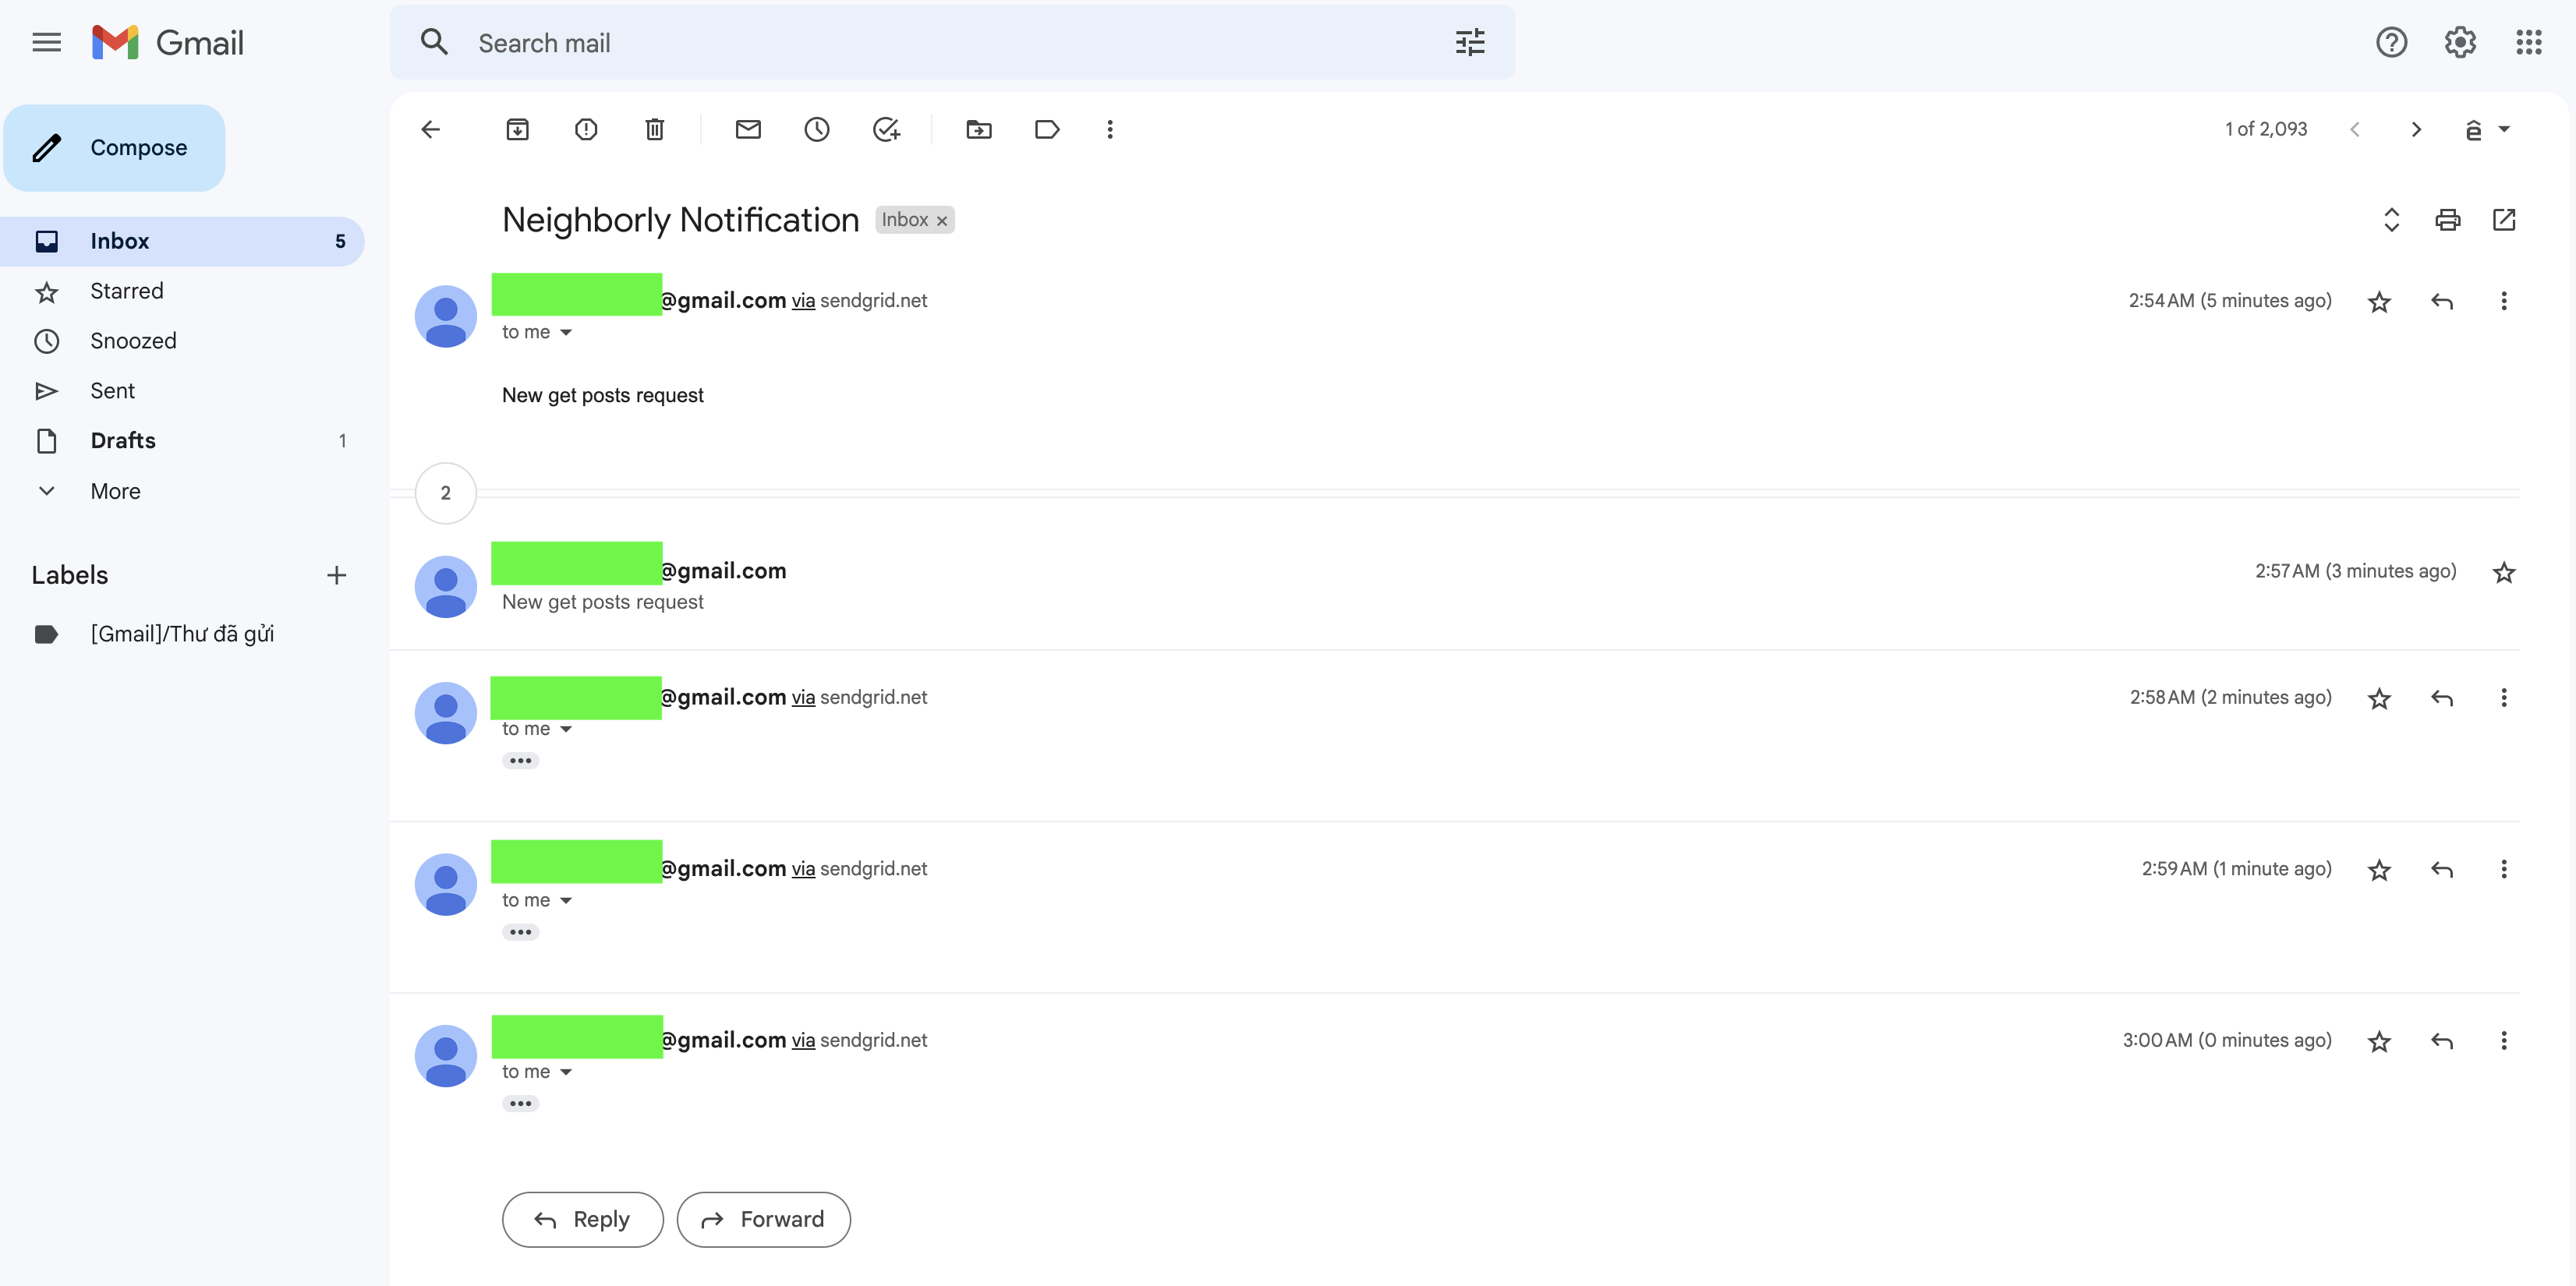 Gmail
Search mail
Compose
1 of 2,093
ê
Inbox 5
Starred
Snoozed
Sent
Drafts 1
More
Labels
[Gmail]/Thư đã gửi
Neighborly Notification Inbox ×
@gmail.com via sendgrid.net 2:54 AM (5 minutes ago)
to me
New get posts request
2
@gmail.com 2:57 AM (3 minutes ago)
New get posts request
@gmail.com via sendgrid.net 2:58 AM (2 minutes ago)
to me
@gmail.com via sendgrid.net 2:59 AM (1 minute ago)
to me
@gmail.com via sendgrid.net 3:00 AM (0 minutes ago)
to me
Reply
Forward